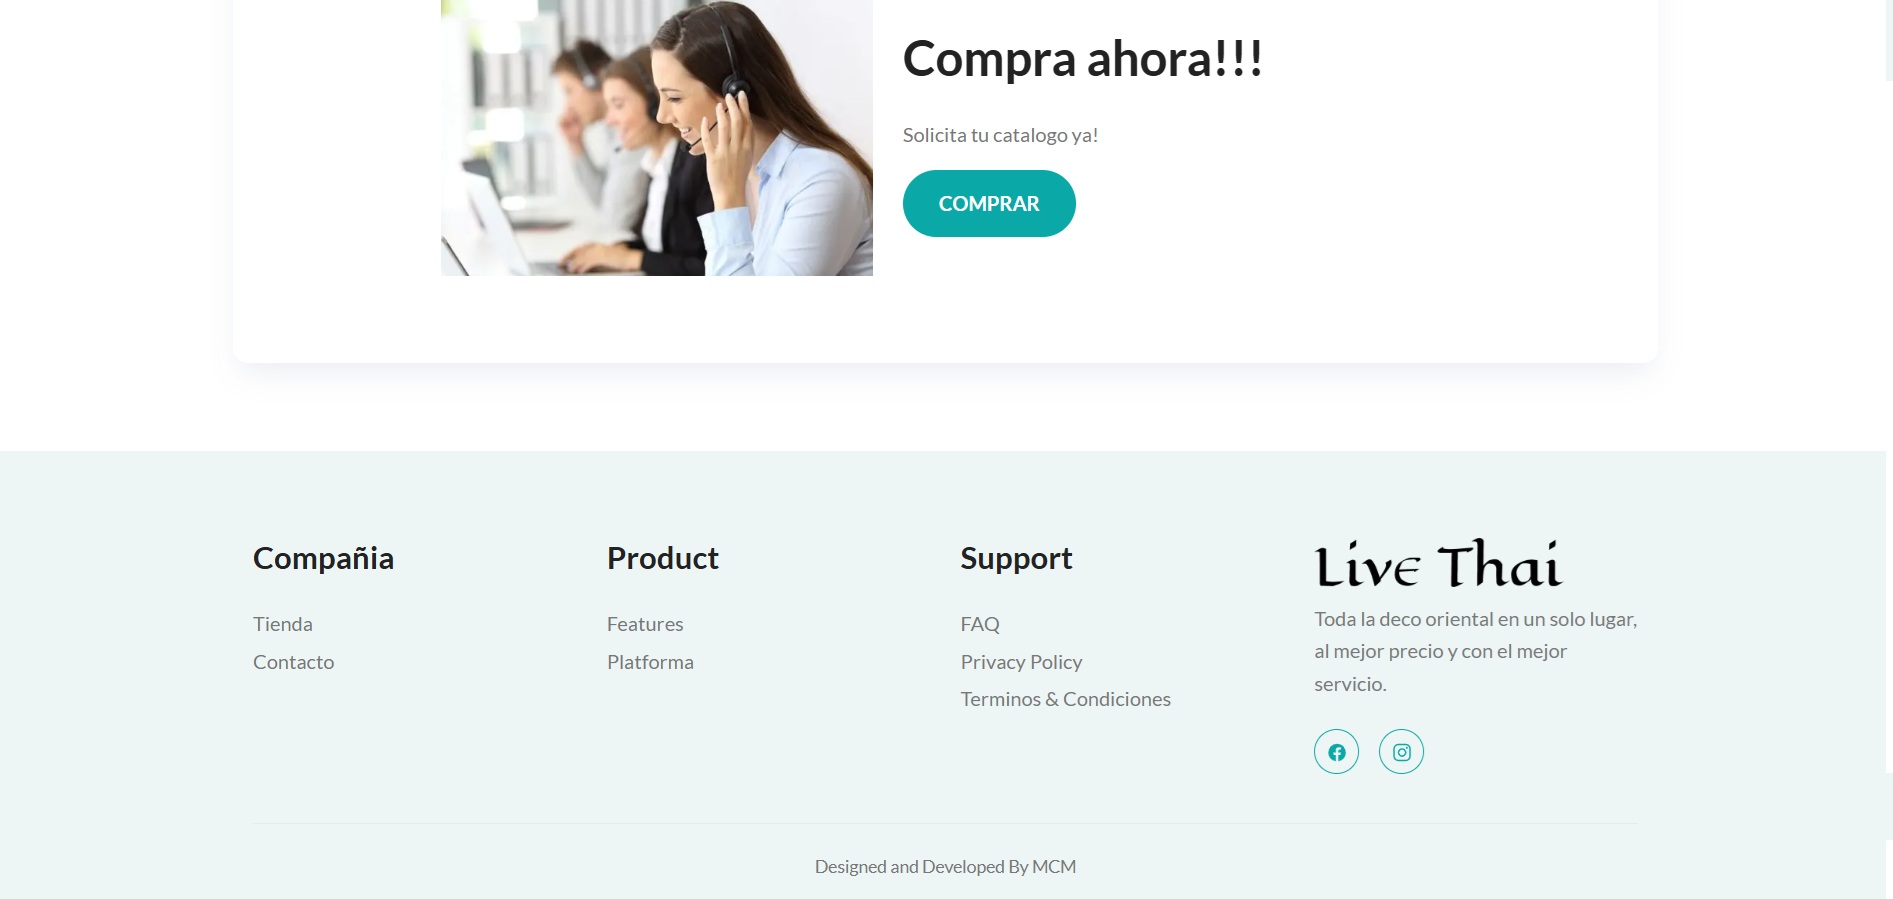 Compra ahora!!!
Solicita tu catalogo ya!
COMPRAR
Compañia
Tienda
Contacto
Product
Features
Platforma
Support
FAQ
Privacy Policy
Terminos & Condiciones
Live Thai
Toda la deco oriental en un solo lugar,
al mejor precio y con el mejor
servicio.
Designed and Developed By MCM